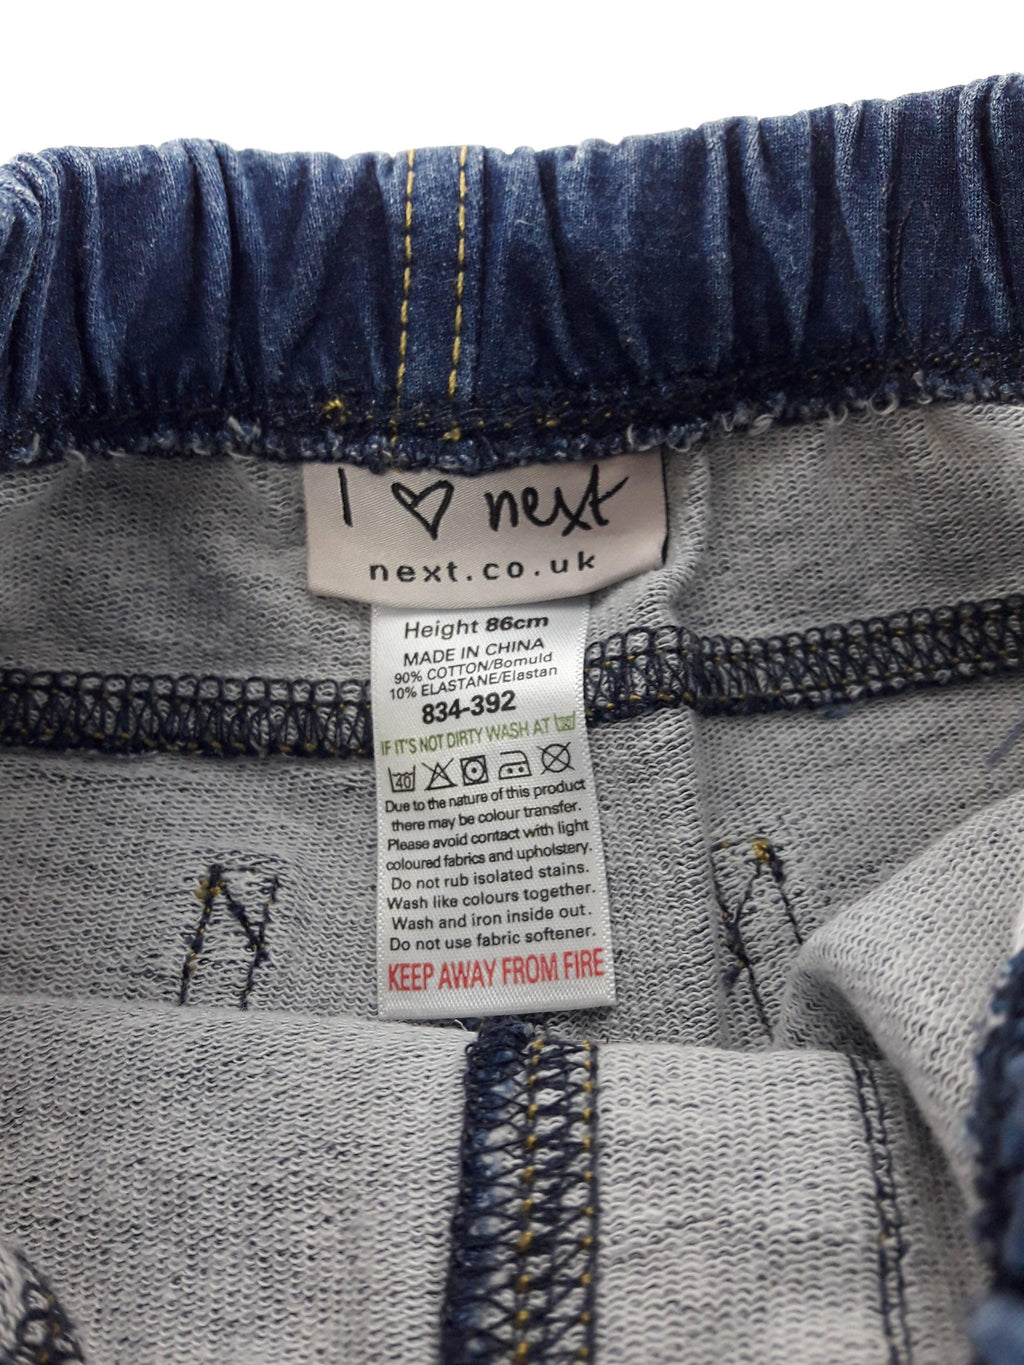 I ♡ next
next.co.uk
Height 86cm
MADE IN CHINA
90% COTTON/Bomuld
10% ELASTANE/Elastan
834-392
IF IT'S NOT DIRTY WASH AT
40
Due to the nature of this product
there may be colour transfer.
Please avoid contact with light
coloured fabrics and upholstery.
Do not rub isolated stains.
Wash like colours together.
Wash and iron inside out.
Do not use fabric softener.
KEEP AWAY FROM FIRE